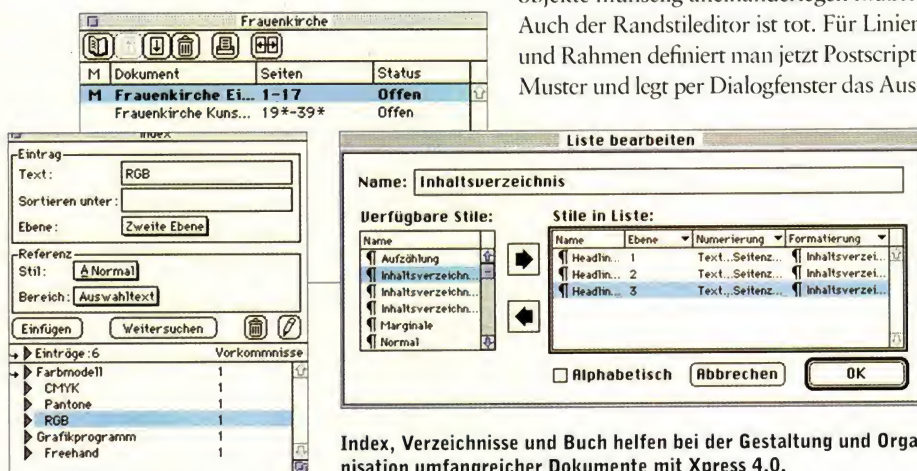 objekte mühselig aneinanderlegen
Auch der Randstileditor ist tot. Für Linien
und Rahmen definiert man jetzt Postscript
Muster und legt per Dialogfenster das Aus
Frauenkirche
M Dokument Seiten Status
M Frauenkirche Ei... 1-17 Offen
Frauenkirche Kuns... 19*-39* Offen
Index
Eintrag
Text: RGB
Sortieren unter:
Ebene: Zweite Ebene
Referenz
Stil: A Normal
Bereich: Auswahltext
Einfügen Weitersuchen
Einträge:6 Vorkommnisse
Farbmodell 1
CMYK 1
Pantone 1
RGB 1
Grafikprogramm 1
Freehand 1
Liste bearbeiten
Name: Inhaltsverzeichnis
Verfügbare Stile:
Name
¶ Aufzählung
¶ Inhaltsverzeichn...
¶ Inhaltsverzeichn...
¶ Inhaltsverzeichn...
¶ Marginale
¶ Normal
Stile in Liste:
Name Ebene Numerierung Formatierung
¶ Headlin... 1 Text...Seitenz... ¶ Inhaltsverzei...
¶ Headlin... 2 Text...Seitenz... ¶ Inhaltsverzei...
¶ Headlin... 3 Text...Seitenz... ¶ Inhaltsverzei...
Alphabetisch Abbrechen OK
Index, Verzeichnisse und Buch helfen bei der Gestaltung und Orga-
nisation umfangreicher Dokumente mit Xpress 4.0.